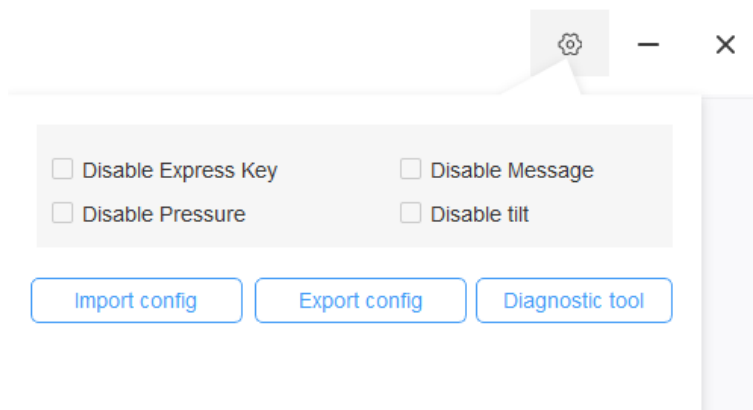 Disable Express Key Disable Message
Disable Pressure Disable tilt
Import config Export config Diagnostic tool